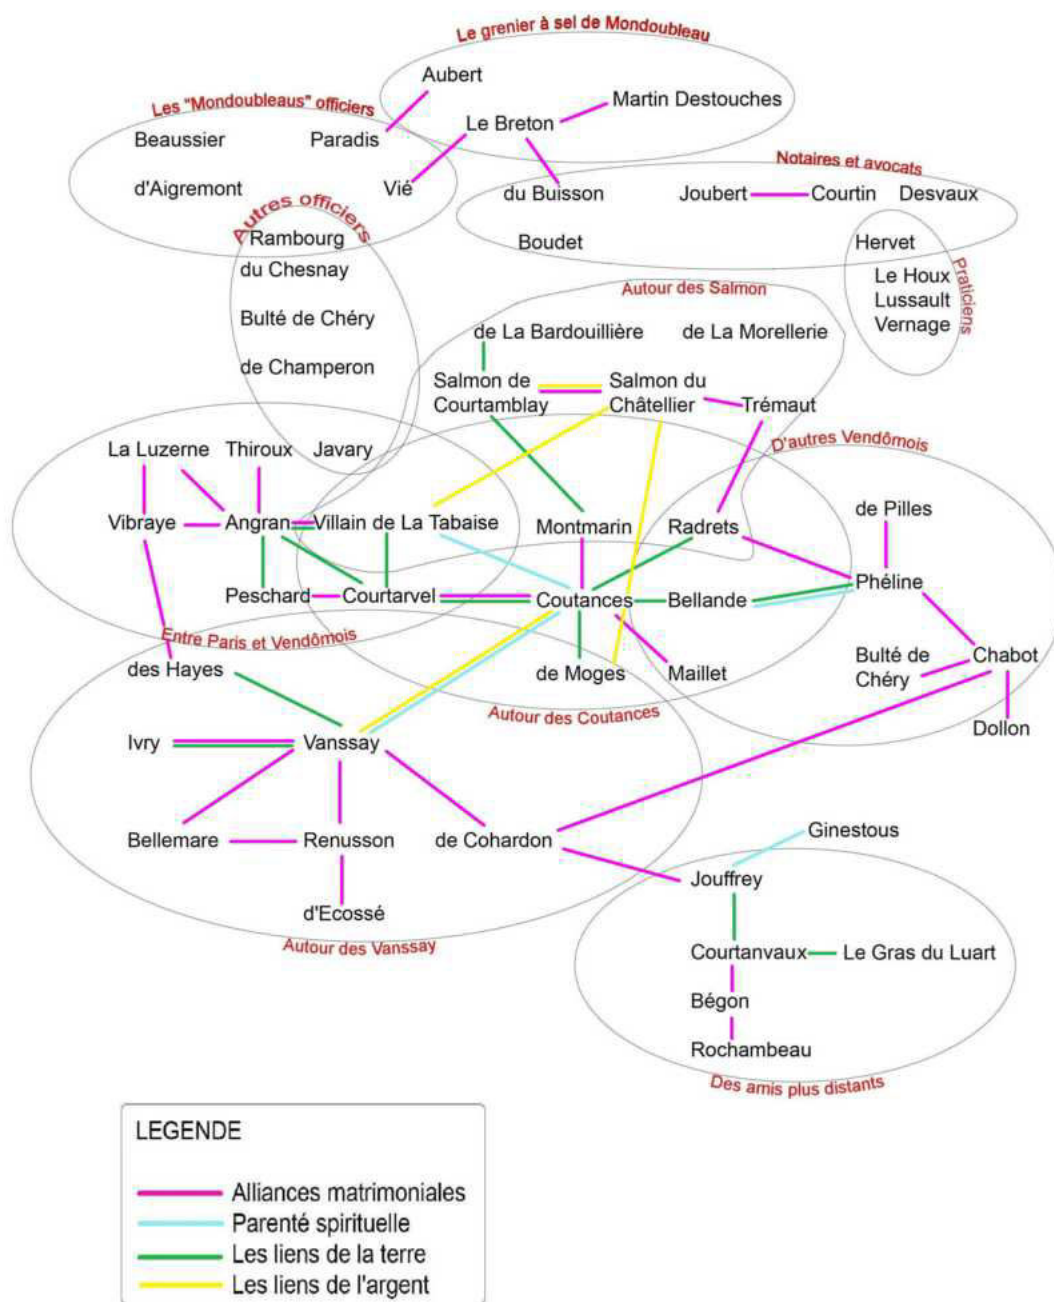 Le grenier à sel de Mondoubleau
Aubert
Martin Destouches
Le Breton
Les "Mondoubleaus" officiers
Beaussier
Paradis
d'Aigremont
Vié
Notaires et avocats
du Buisson
Joubert
Courtin
Desvaux
Boudet
Hervet
Autres officiers
Rambourg
du Chesnay
Bulté de Chéry
de Champeron
Javary
Praticiens
Le Houx
Lussault
Vernage
Autour des Salmon
de La Bardouillière
de La Morellerie
Salmon de
Courtamblay
Salmon du
Châtellier
Trémaut
D'autres Vendômois
La Luzerne
Thiroux
Vibraye
Angran
Villain de La Tabaise
Montmarin
Radrets
de Pilles
Peschard
Courtarvel
Coutances
Bellande
Phéline
Entre Paris et Vendômois
des Hayes
de Moges
Maillet
Bulté de
Chéry
Chabot
Autour des Coutances
Dollon
Ivry
Vanssay
Bellemare
Renusson
de Cohardon
Ginestous
Jouffrey
d'Ecossé
Autour des Vanssay
Courtanvaux
Le Gras du Luart
Bégon
Rochambeau
Des amis plus distants
LEGENDE
Alliances matrimoniales
Parenté spirituelle
Les liens de la terre
Les liens de l'argent